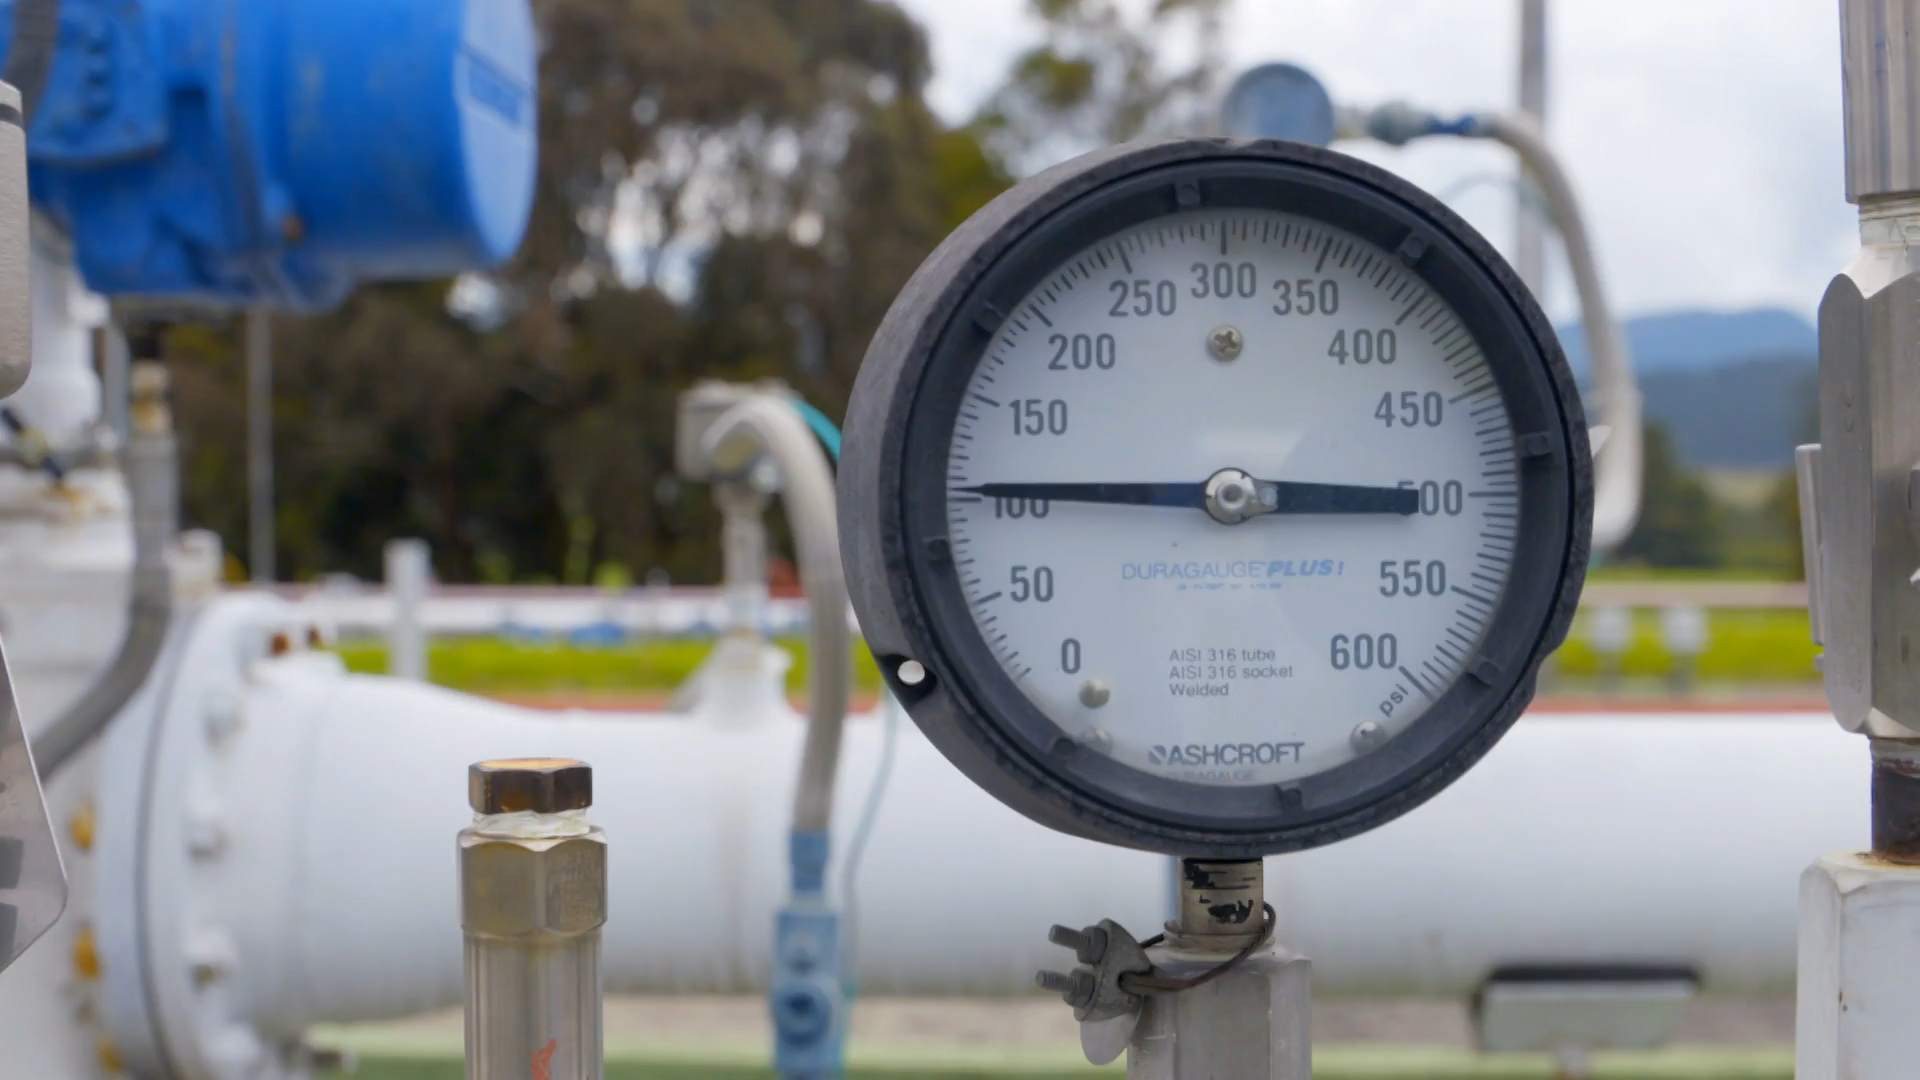 300
250 350
200 400
150 450
100 500
50 550
0 600
psi
DURAGAUGE PLUS!
AISI 316 tube
AISI 316 socket
Welded
ASHCROFT
DURAGAUGE